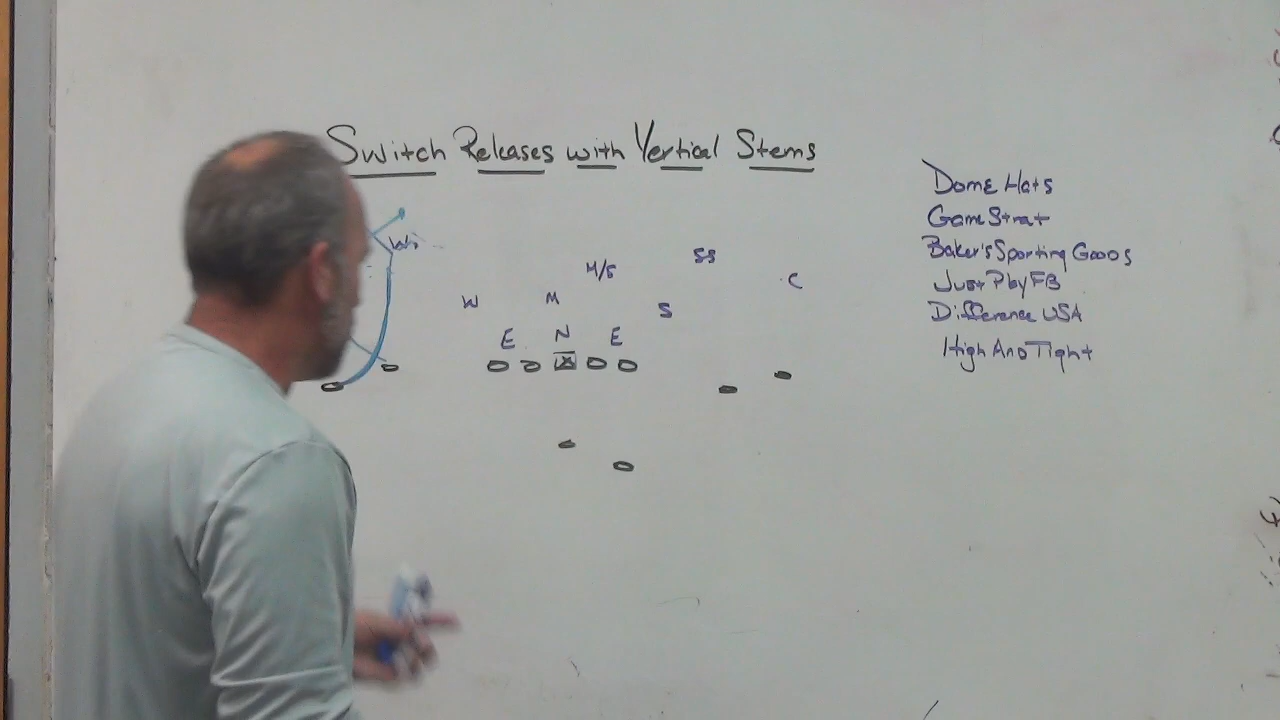 Switch Releases with Vertical Stems
Dome Hats
Game Strat
Baker's Sporting Goods
Just Play FB
Difference USA
High And Tight
SS
M/S
C
W M S
E N E
X